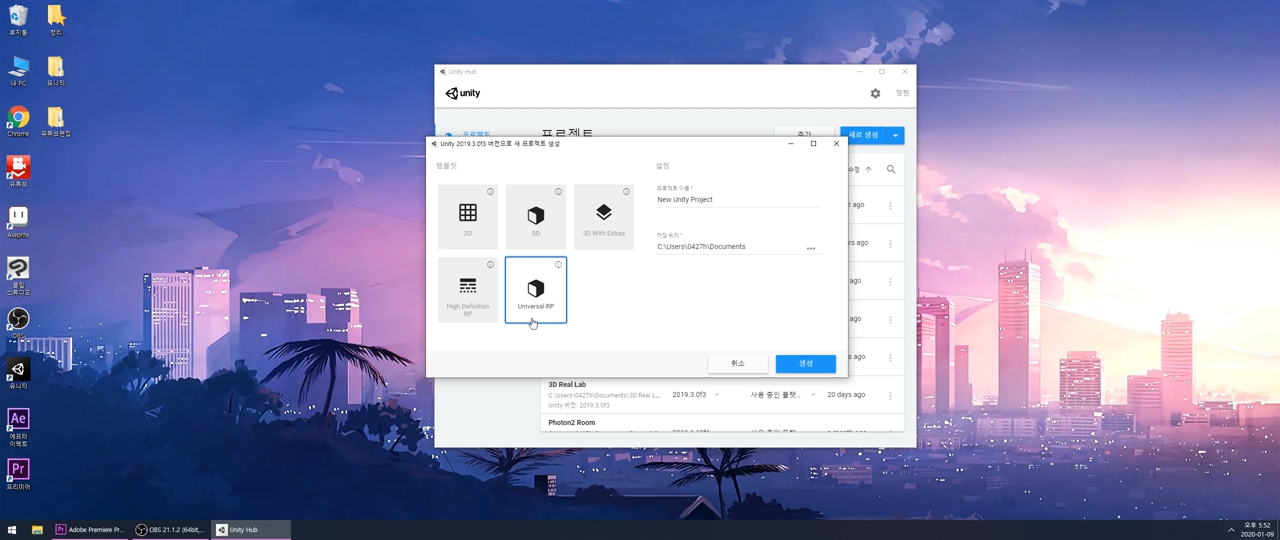 휴지통
정리
내 PC
유니티
Chrome
유튜브편집
유튜브
Aseprite
클립
스튜디오
OBS
유니티
애프터
이펙트
프리미어
Unity Hub
unity
정현
프로젝트
프로젝트
추가
새로 생성
Unity 2019.3.0f3 버전으로 새 프로젝트 생성
템플릿
설정
2D
3D
3D With Extras
High Definition
RP
Universal RP
프로젝트 이름 *
New Unity Project
저장 위치 *
C:\Users\0427h\Documents
...
취소
생성
수정
ago
ago
ago
ago
s ago
3D Real Lab
C:\Users\0427h\Documents\3D Real L...
Unity 버전: 2019.3.0f3
2019.3.0f3
사용 중인 플랫...
20 days ago
Photon2 Room
Adobe Premiere Pr...
OBS 21.1.2 (64bit,...
Unity Hub
오후 5:52
2020-01-09